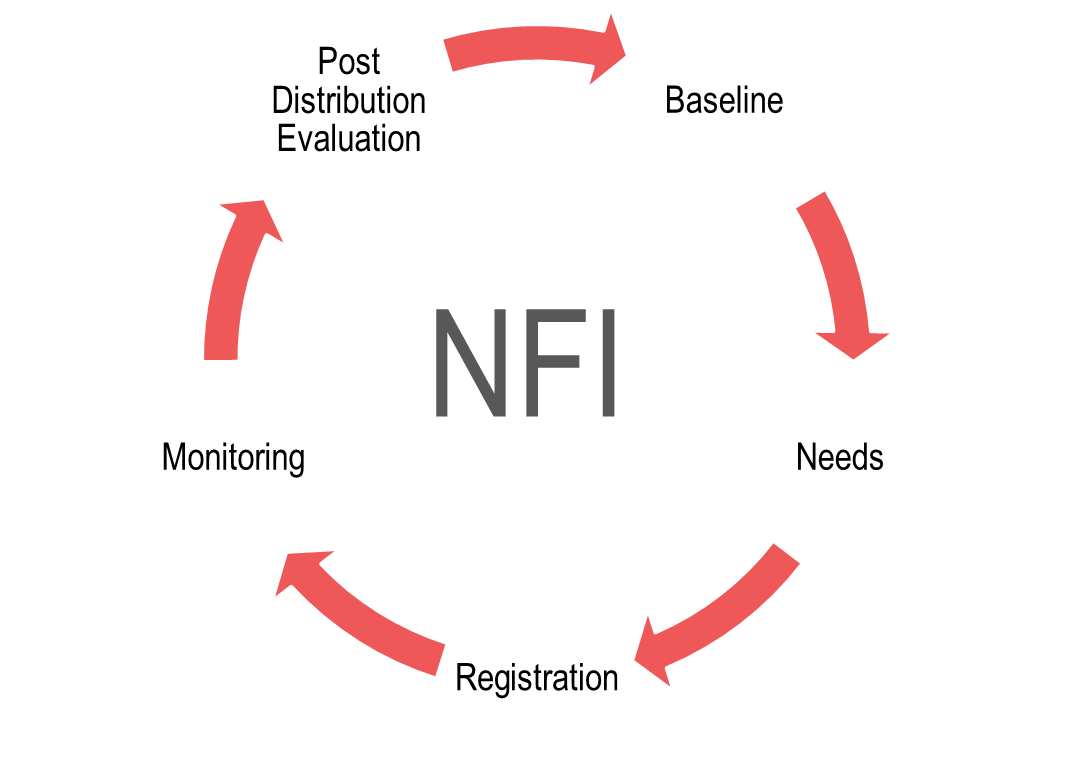 Post
Distribution
Evaluation
Baseline
NFI
Monitoring
Needs
Registration